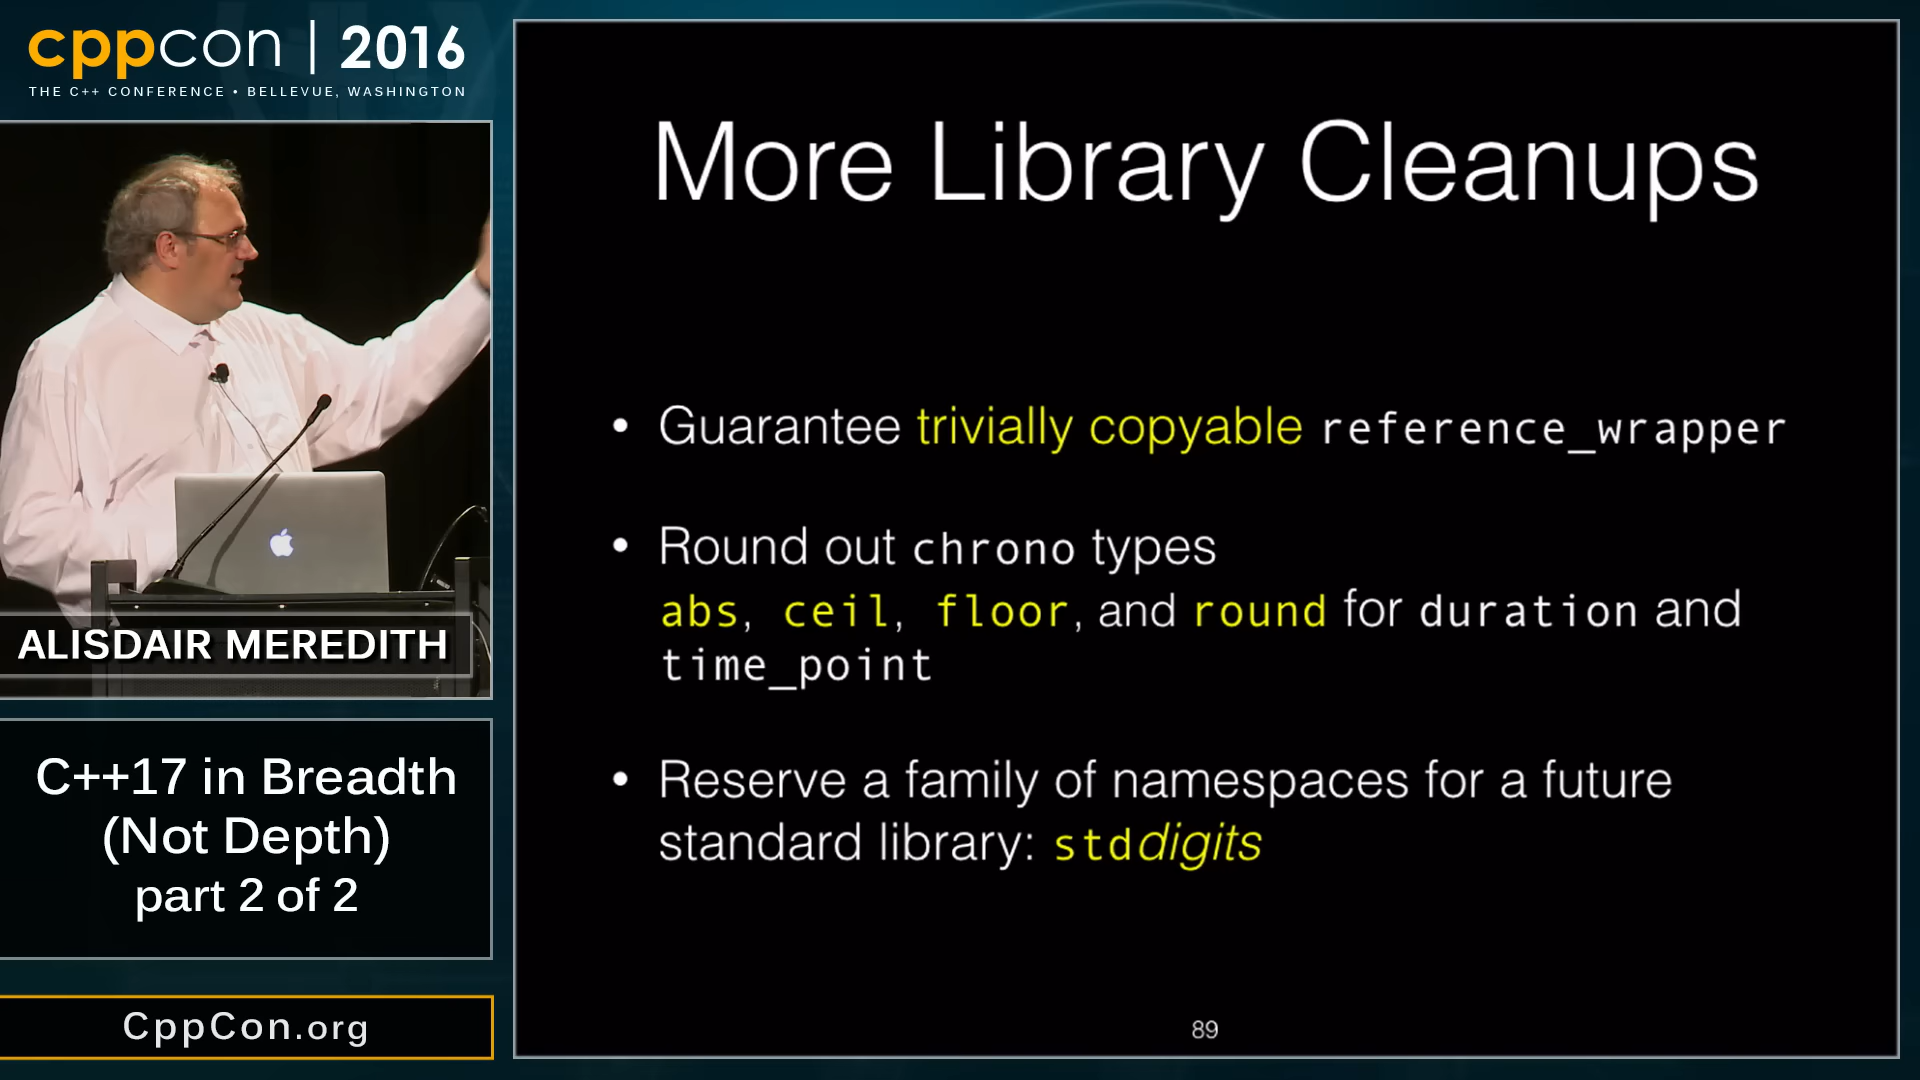 cppcon | 2016
THE C++ CONFERENCE • BELLEVUE, WASHINGTON
ALISDAIR MEREDITH
C++17 in Breadth
(Not Depth)
part 2 of 2
CppCon.org
More Library Cleanups
• Guarantee trivially copyable reference_wrapper
• Round out chrono types
abs, ceil, floor, and round for duration and
time_point
• Reserve a family of namespaces for a future
standard library: stddigits
89